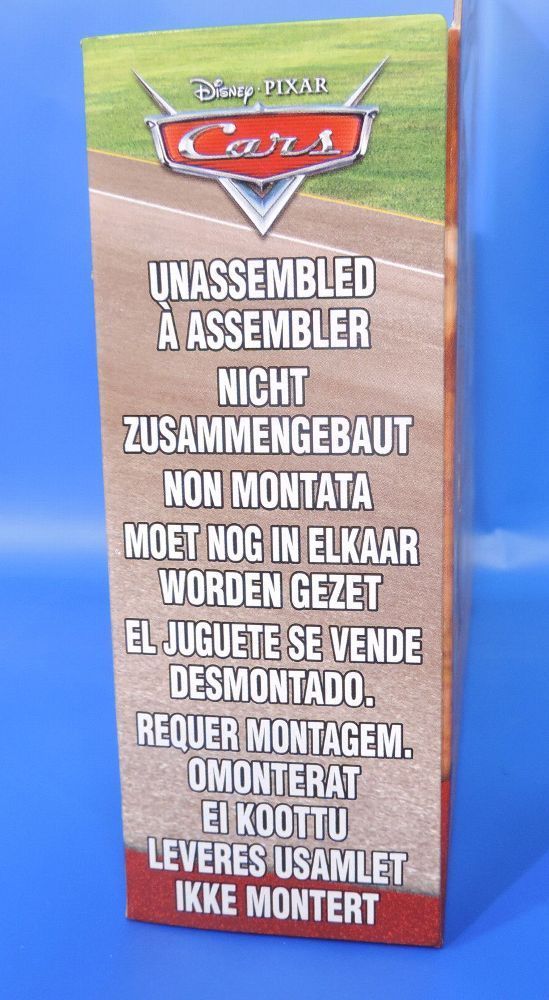 Disney · PIXAR
Cars
UNASSEMBLED
À ASSEMBLER
NICHT
ZUSAMMENGEBAUT
NON MONTATA
MOET NOG IN ELKAAR
WORDEN GEZET
EL JUGUETE SE VENDE
DESMONTADO.
REQUER MONTAGEM.
OMONTERAT
EI KOOTTU
LEVERES USAMLET
IKKE MONTERT